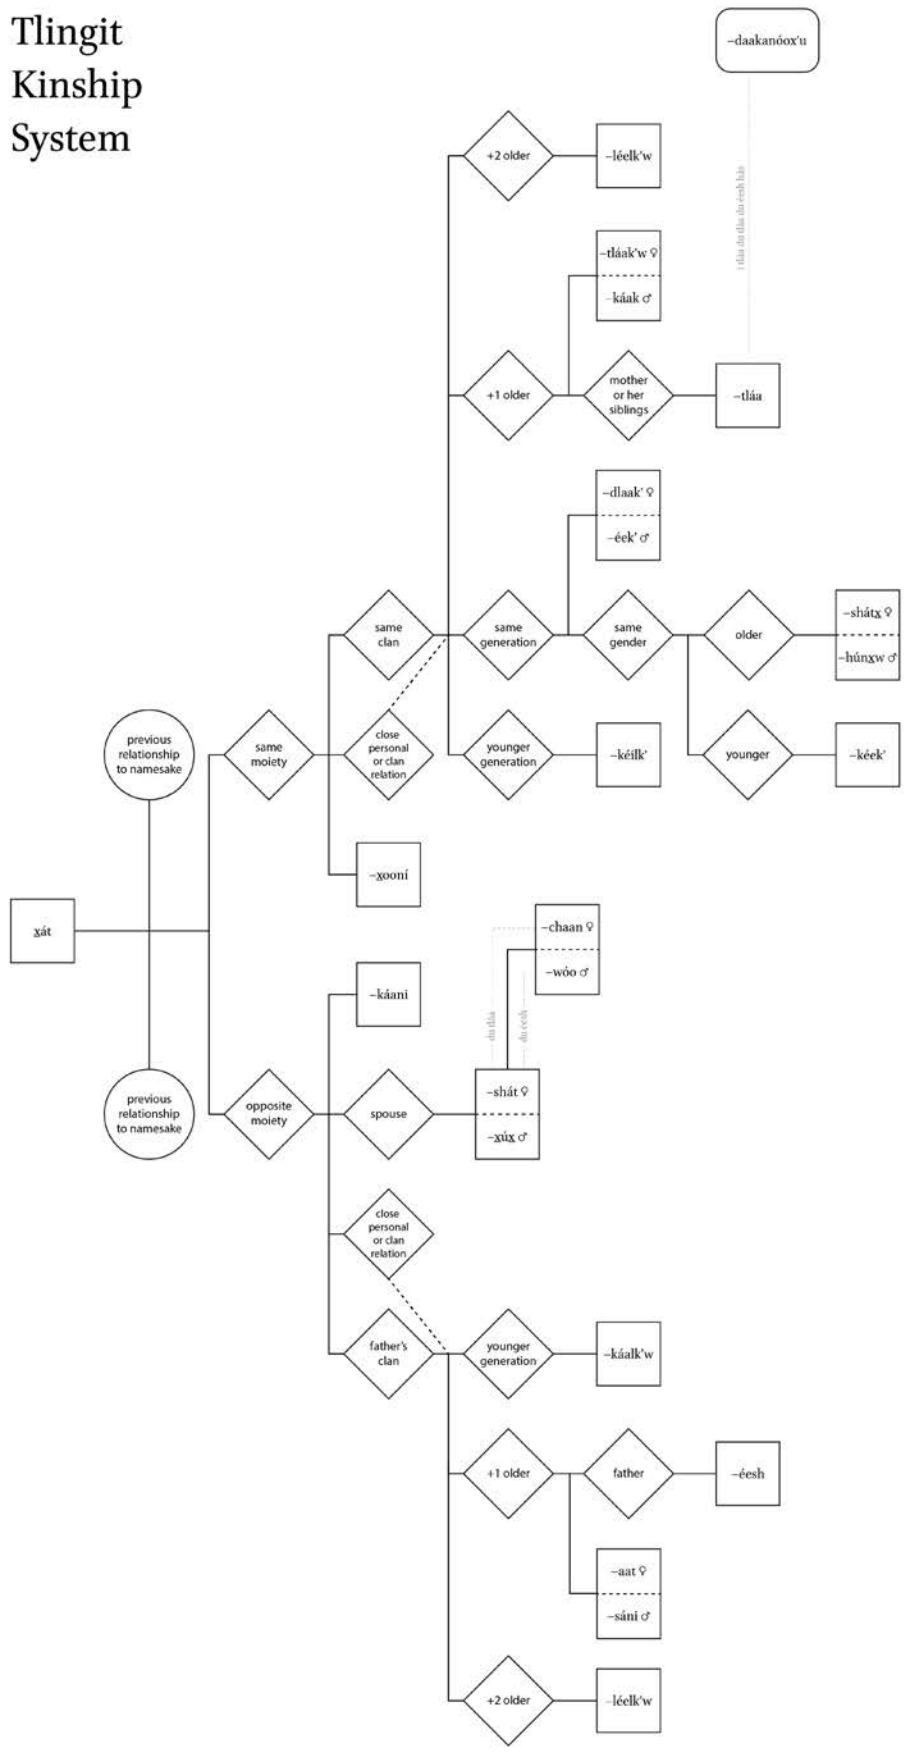 Tlingit
Kinship
System
–daakanóox̱'u
+2 older
–léelk'w
–tláak'w ♀
–káak ♂
+1 older
mother
or her
siblings
–tláa
–dlaak' ♀
–éek' ♂
same
clan
same
generation
same
gender
older
–shátx̱ ♀
–húnx̱w ♂
previous
relationship
to namesake
same
moiety
close
personal
or clan
relation
younger
generation
–kéilk'
younger
–kéek'
–x̱ooní
x̱át
–káani
–chaan ♀
–wóo ♂
du tláa
du éesh
previous
relationship
to namesake
opposite
moiety
spouse
–shát ♀
–x̱úx̱ ♂
close
personal
or clan
relation
father's
clan
younger
generation
–káalk'w
+1 older
father
–éesh
–aat ♀
–sáni ♂
+2 older
–léelk'w